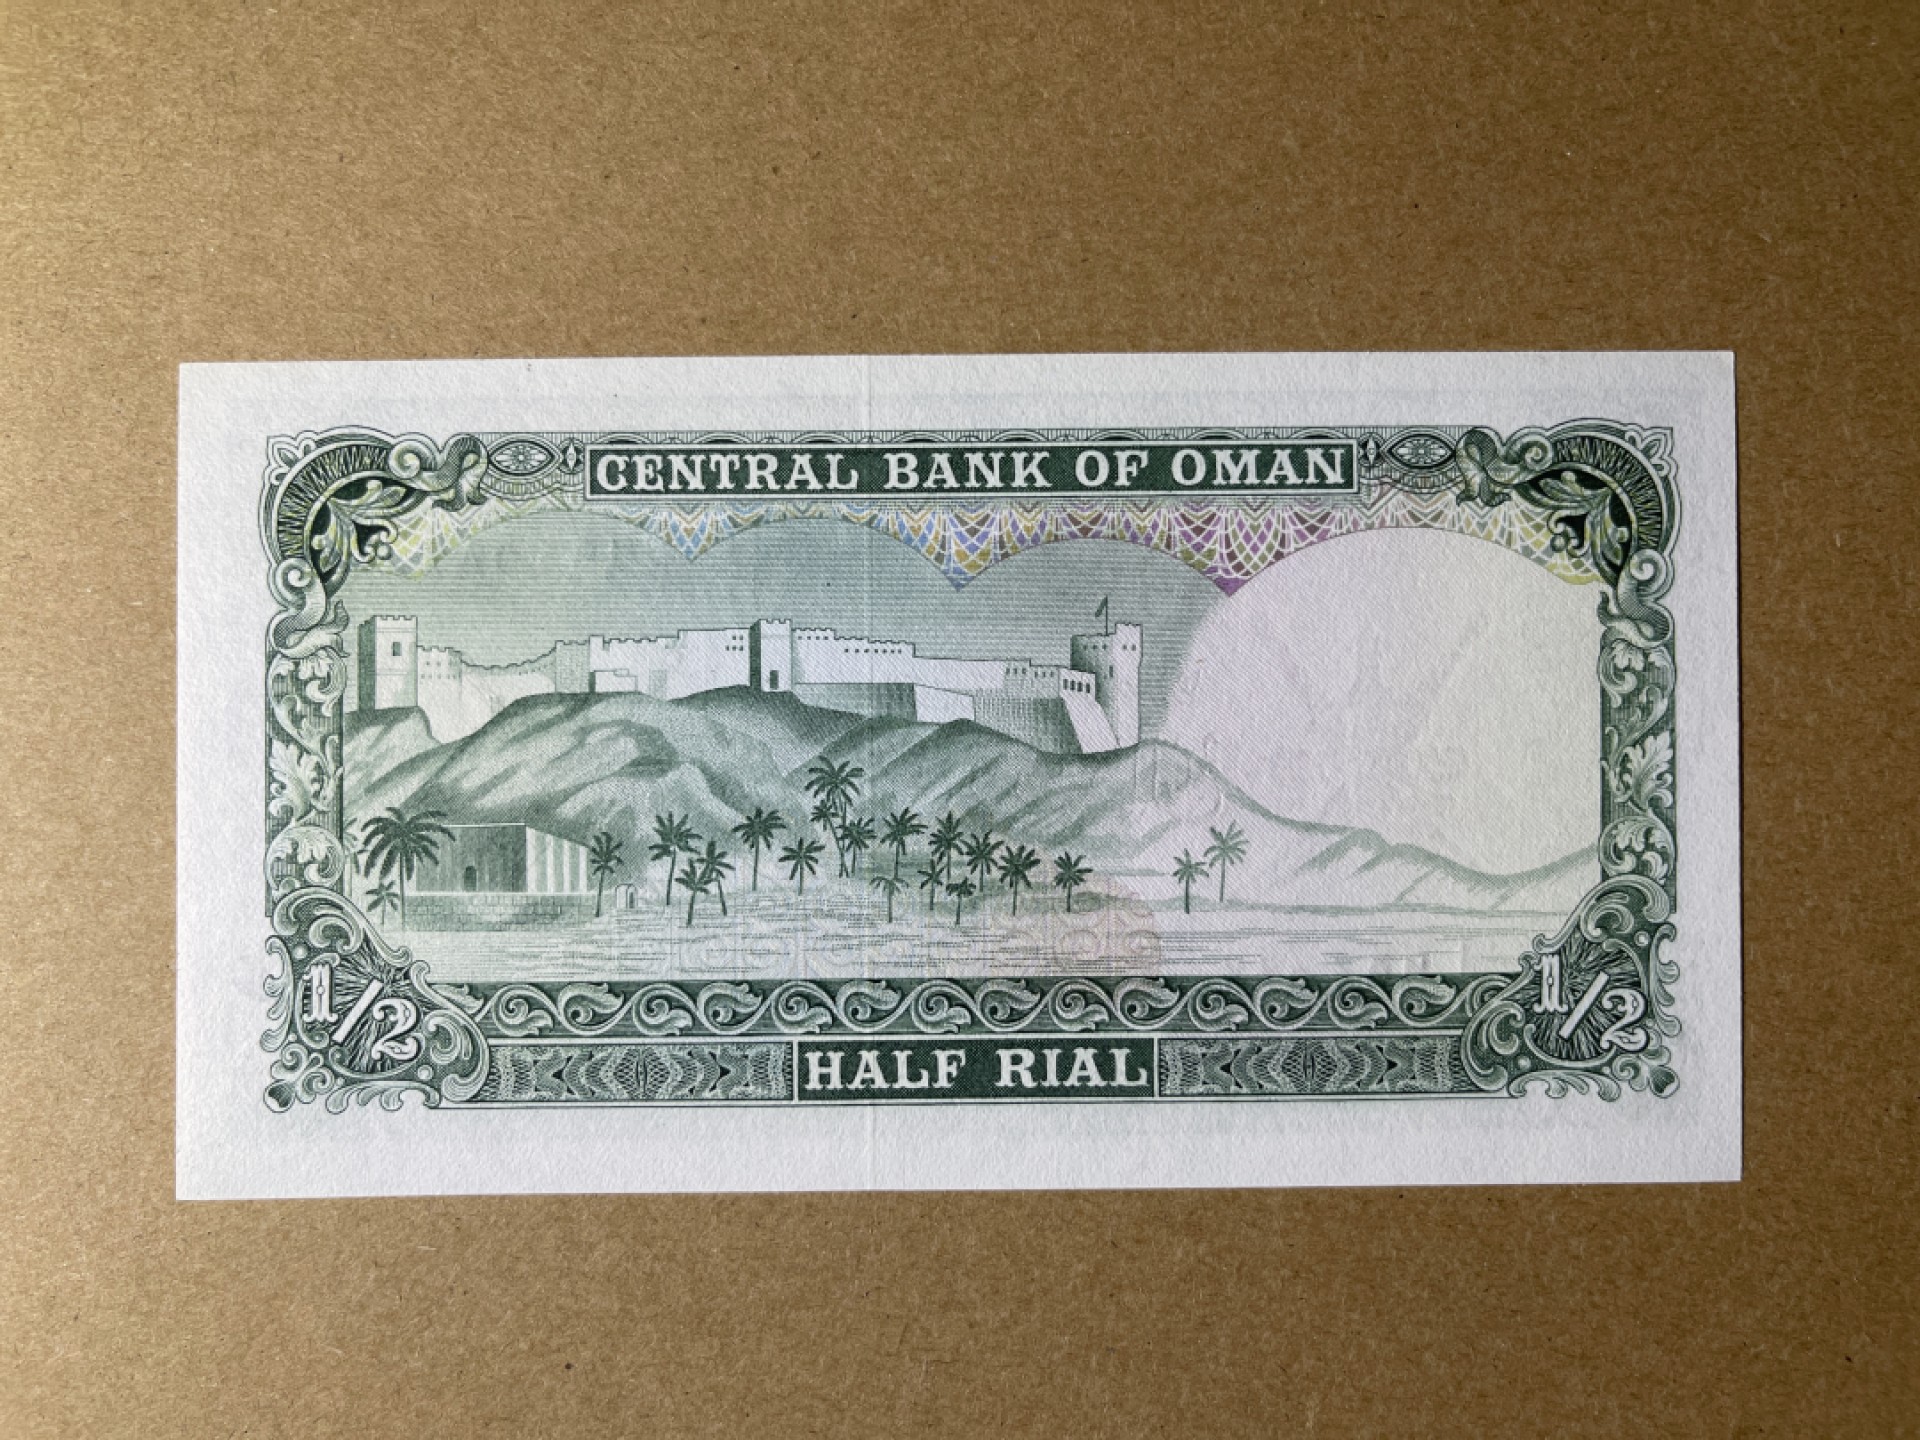 CENTRAL BANK OF OMAN
1/2 1/2
HALF RIAL